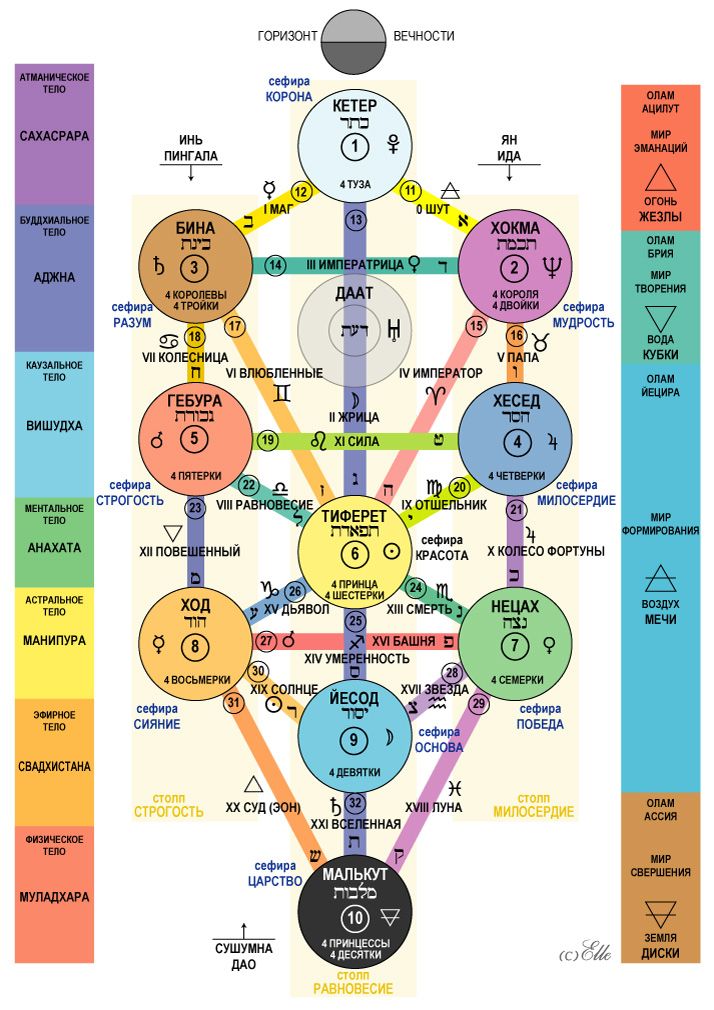 ГОРИЗОНТ ВЕЧНОСТИ
АТМАНИЧЕСКОЕ
ТЕЛО
САХАСРАРА
БУДДХИАЛЬНОЕ
ТЕЛО
АДЖНА
КАУЗАЛЬНОЕ
ТЕЛО
ВИШУДХА
МЕНТАЛЬНОЕ
ТЕЛО
АНАХАТА
АСТРАЛЬНОЕ
ТЕЛО
МАНИПУРА
ЭФИРНОЕ
ТЕЛО
СВАДХИСТАНА
ФИЗИЧЕСКОЕ
ТЕЛО
МУЛАДХАРА
сефира
КОРОНА
КЕТЕР
כתר
1
4 ТУЗА
ИНЬ
ПИНГАЛА
ЯН
ИДА
12
I МАГ
ב
11
0 ШУТ
א
13
БИНА
בינת
3
4 КОРОЛЕВЫ
4 ТРОЙКИ
сефира
РАЗУМ
14
III ИМПЕРАТРИЦА
ד
ХОКМА
חכמת
2
4 КОРОЛЯ
4 ДВОЙКИ
сефира
МУДРОСТЬ
ДААТ
דעת
18
VII КОЛЕСНИЦА
ח
17
VI ВЛЮБЛЕННЫЕ
ו
15
IV ИМПЕРАТОР
ה
16
V ПАПА
ו
II ЖРИЦА
ג
ГЕБУРА
גבורת
5
4 ПЯТЕРКИ
сефира
СТРОГОСТЬ
19
XI СИЛА
ט
ХЕСЕД
חסר
4
4 ЧЕТВЕРКИ
сефира
МИЛОСЕРДИЕ
22
VIII РАВНОВЕСИЕ
ל
20
IX ОТШЕЛЬНИК
י
23
XII ПОВЕШЕННЫЙ
מ
21
X КОЛЕСО ФОРТУНЫ
כ
ТИФЕРЕТ
תפארת
6
4 ПРИНЦА
4 ШЕСТЕРКИ
сефира
КРАСОТА
26
XV ДЬЯВОЛ
ע
24
XIII СМЕРТЬ
נ
25
XIV УМЕРЕННОСТЬ
ס
ХОД
הוד
8
4 ВОСЬМЕРКИ
сефира
СИЯНИЕ
27
XVI БАШНЯ
פ
НЕЦАХ
נצה
7
4 СЕМЕРКИ
сефира
ПОБЕДА
30
XIX СОЛНЦЕ
ר
28
XVII ЗВЕЗДА
צ
ЙЕСОД
יסוד
9
4 ДЕВЯТКИ
сефира
ОСНОВА
31
XX СУД (ЭОН)
ש
29
XVIII ЛУНА
ק
32
XXI ВСЕЛЕННАЯ
ת
столп
СТРОГОСТЬ
столп
МИЛОСЕРДИЕ
сефира
ЦАРСТВО
МАЛЬКУТ
מלכות
10
4 ПРИНЦЕССЫ
4 ДЕСЯТКИ
столп
РАВНОВЕСИЕ
СУШУМНА
ДАО
ОЛАМ
АЦИЛУТ
МИР
ЭМАНАЦИЙ
ОГОНЬ
ЖЕЗЛЫ
ОЛАМ
БРИЯ
МИР
ТВОРЕНИЯ
ВОДА
КУБКИ
ОЛАМ
ЙЕЦИРА
МИР
ФОРМИРОВАНИЯ
ВОЗДУХ
МЕЧИ
ОЛАМ
АССИЯ
МИР
СВЕРШЕНИЯ
ЗЕМЛЯ
ДИСКИ
(C) Elle